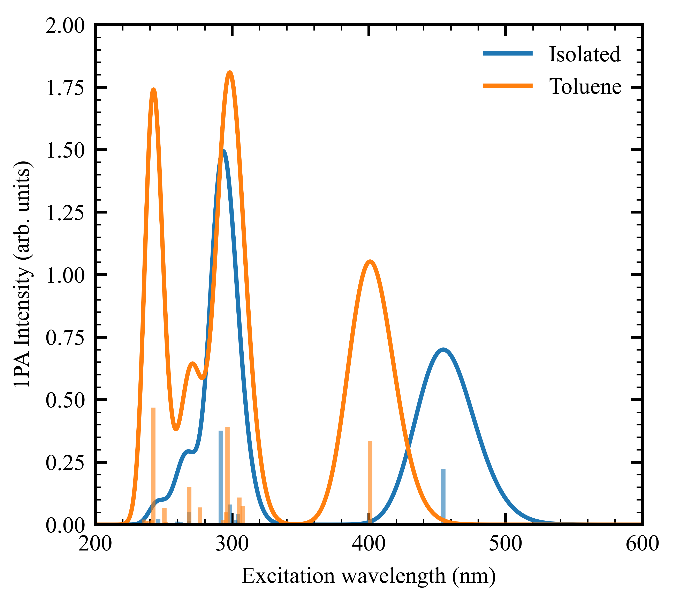 2.00
1.75
1.50
1.25
1.00
0.75
0.50
0.25
0.00
1PA Intensity (arb. units)
Isolated
Toluene
200 300 400 500 600
Excitation wavelength (nm)